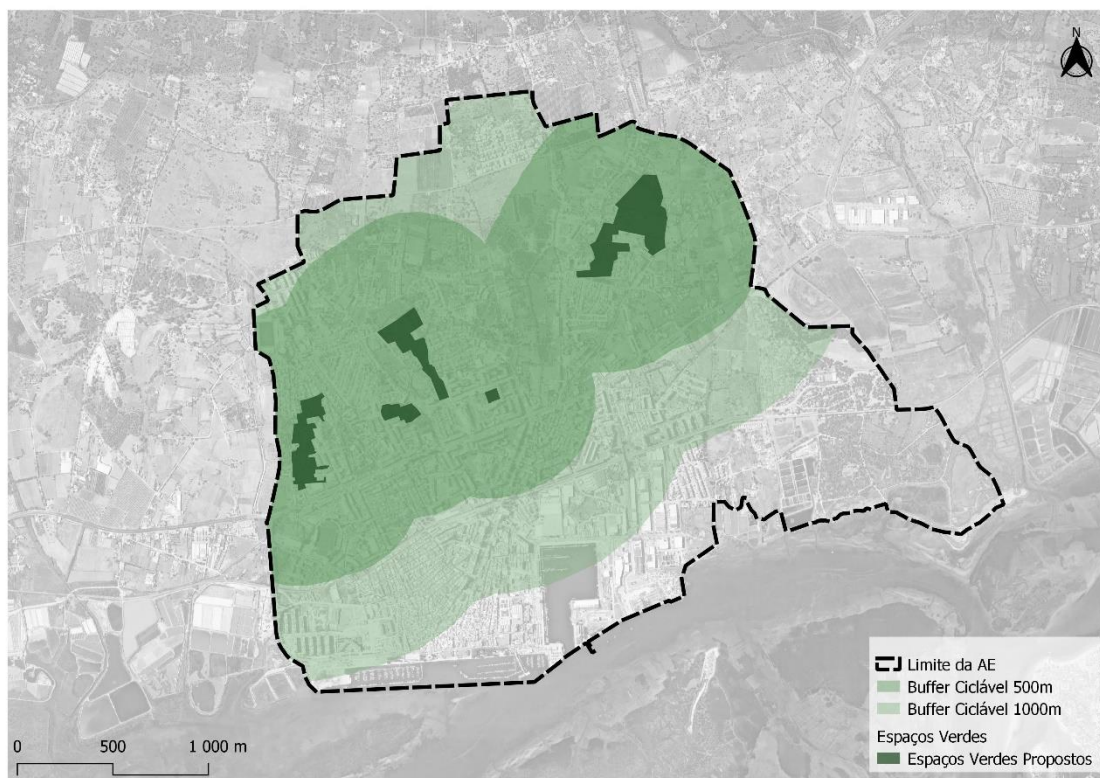 N
Limite da AE
Buffer Ciclável 500m
Buffer Ciclável 1000m
Espaços Verdes
Espaços Verdes Propostos
0 500 1 000 m